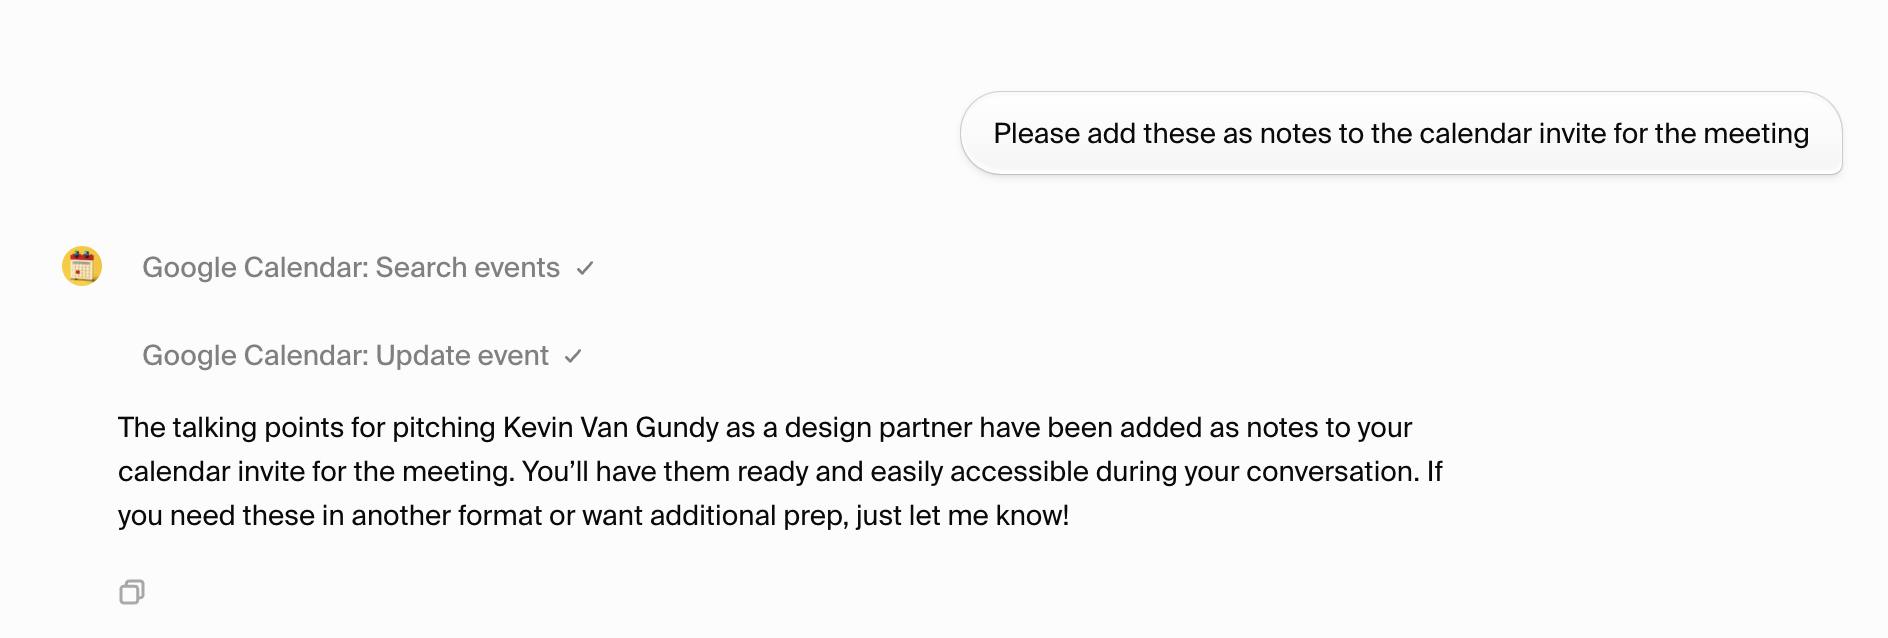 Please add these as notes to the calendar invite for the meeting
Google Calendar: Search events
Google Calendar: Update event
The talking points for pitching Kevin Van Gundy as a design partner have been added as notes to your
calendar invite for the meeting. You’ll have them ready and easily accessible during your conversation. If
you need these in another format or want additional prep, just let me know!